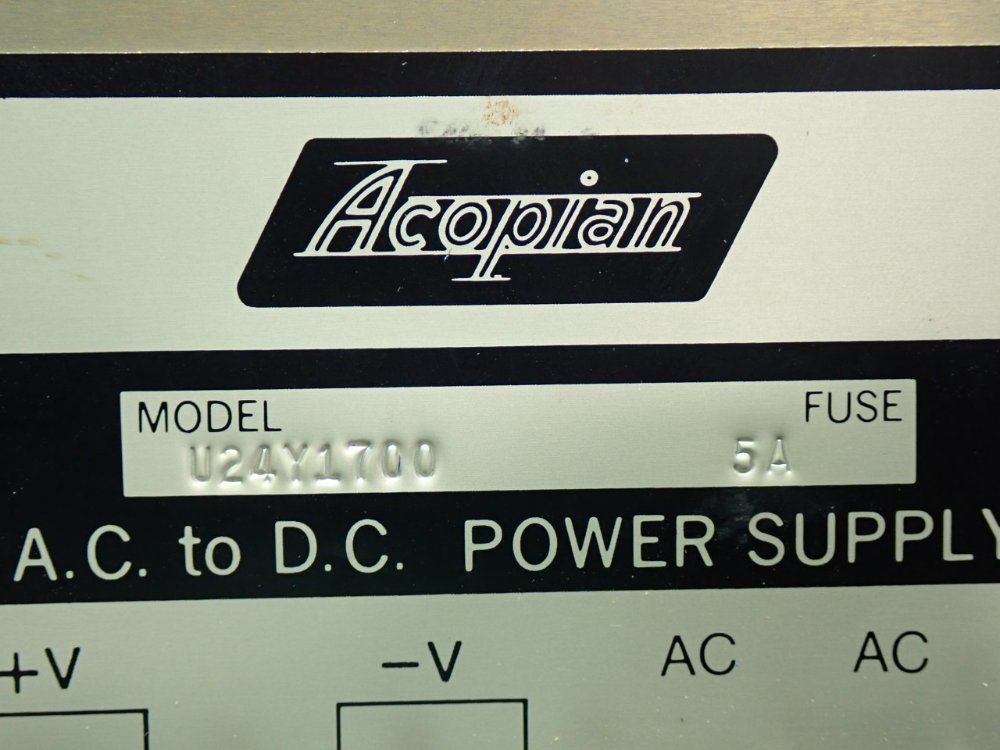 Acopian
MODEL FUSE
U24Y1700 5A
A.C. to D.C. POWER SUPPLY
+V -V AC AC